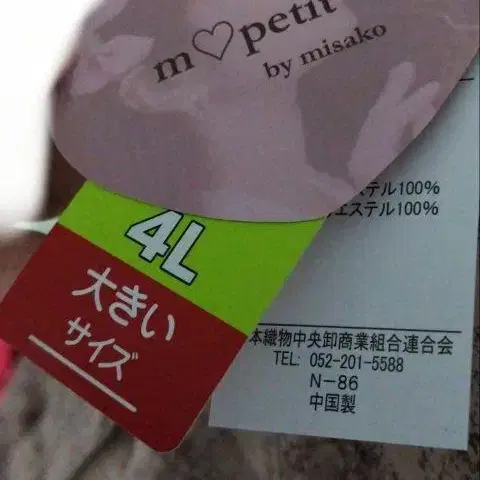 m♡petit
by misako
4L
大きい
サイズ
ステル100%
エステル100%
本織物中央卸商業組合連合会
TEL: 052-201-5588
N-86
中国製